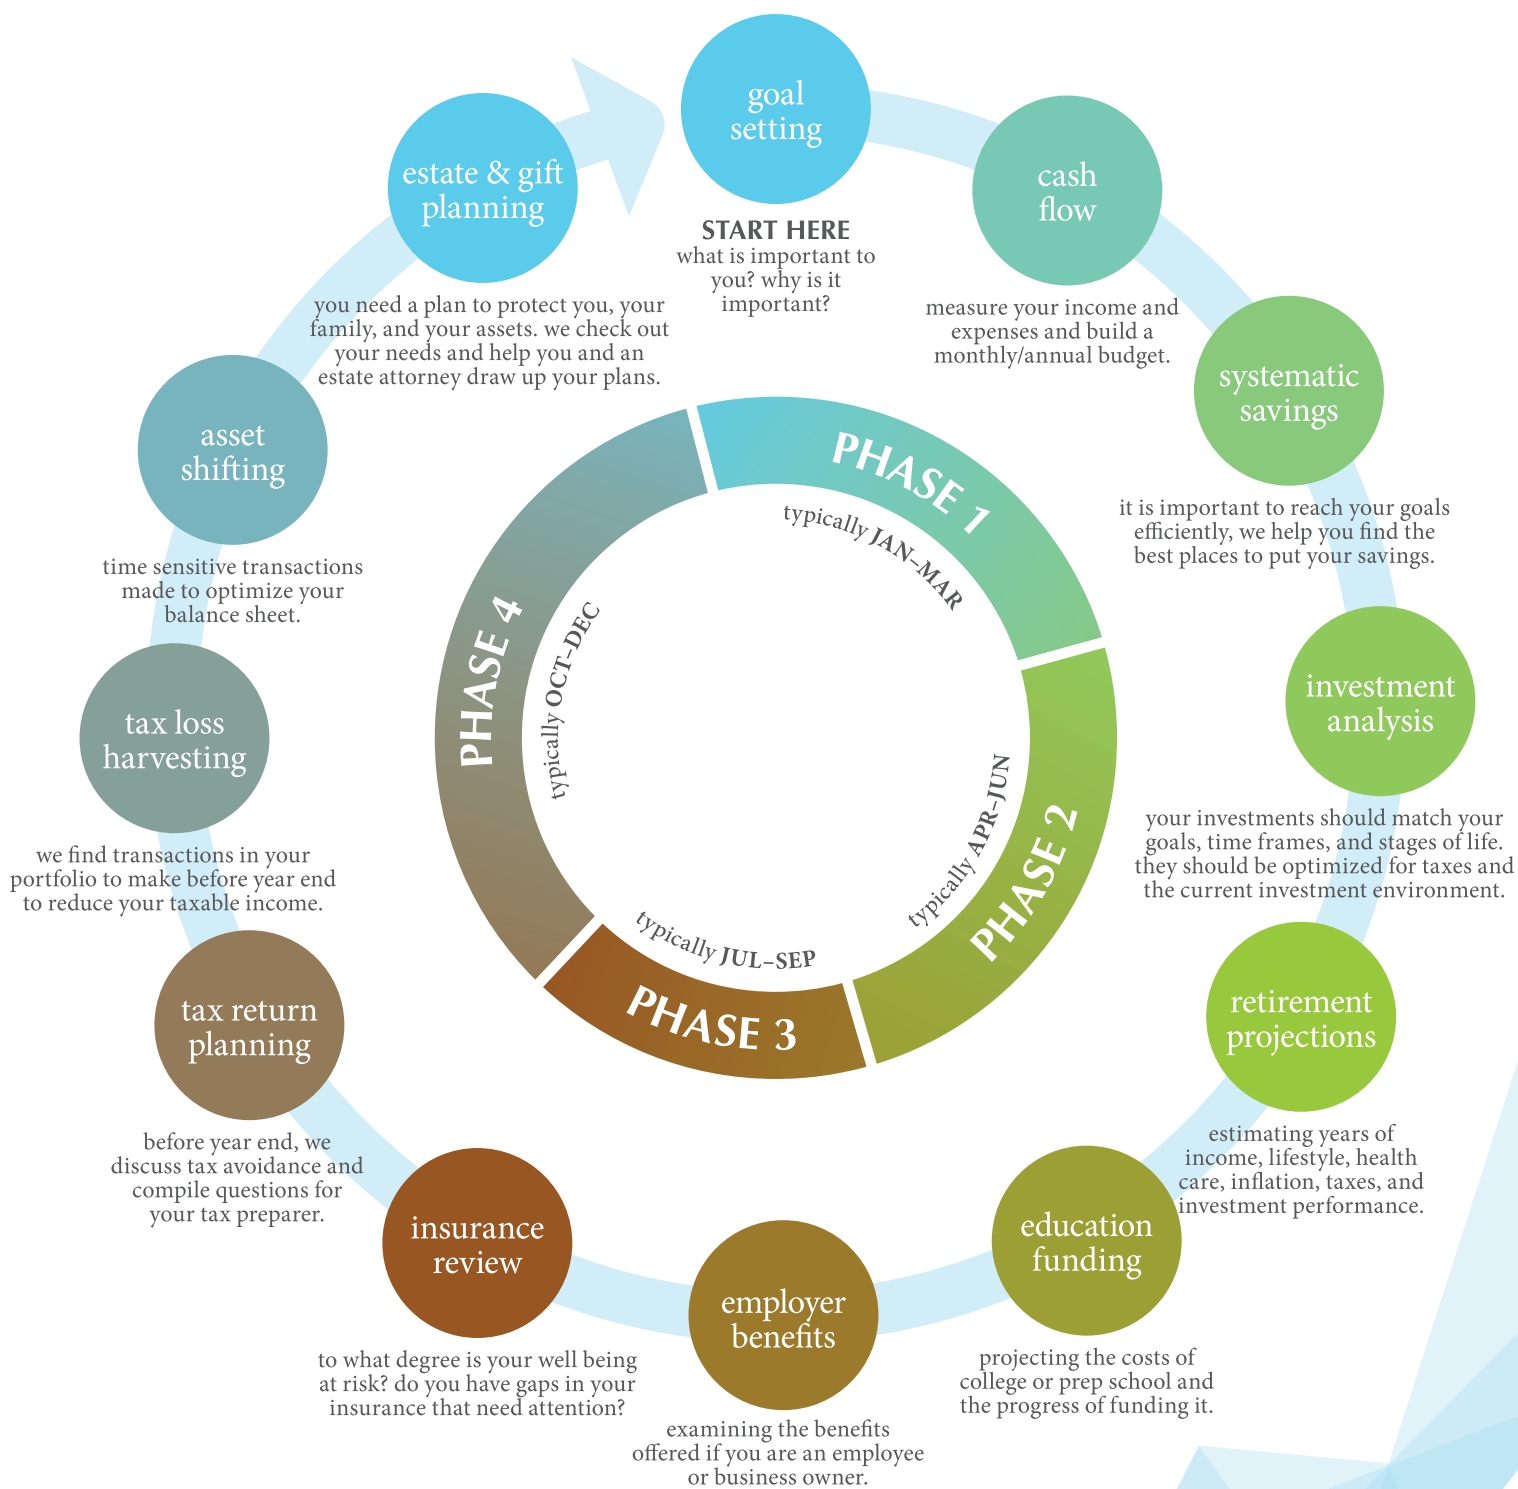 goal
setting
START HERE
what is important to
you? why is it
important?
cash
flow
measure your income and
expenses and build a
monthly/annual budget.
systematic
savings
it is important to reach your goals
efficiently, we help you find the
best places to put your savings.
investment
analysis
your investments should match your
goals, time frames, and stages of life.
they should be optimized for taxes and
the current investment environment.
retirement
projections
estimating years of
income, lifestyle, health
care, inflation, taxes, and
investment performance.
education
funding
projecting the costs of
college or prep school and
the progress of funding it.
employer
benefits
examining the benefits
offered if you are an employee
or business owner.
insurance
review
to what degree is your well being
at risk? do you have gaps in your
insurance that need attention?
tax return
planning
before year end, we
discuss tax avoidance and
compile questions for
your tax preparer.
tax loss
harvesting
we find transactions in your
portfolio to make before year end
to reduce your taxable income.
asset
shifting
time sensitive transactions
made to optimize your
balance sheet.
estate & gift
planning
you need a plan to protect you, your
family, and your assets. we check out
your needs and help you and an
estate attorney draw up your plans.
PHASE 1
typically JAN–MAR
PHASE 2
typically APR–JUN
PHASE 3
typically JUL–SEP
PHASE 4
typically OCT–DEC